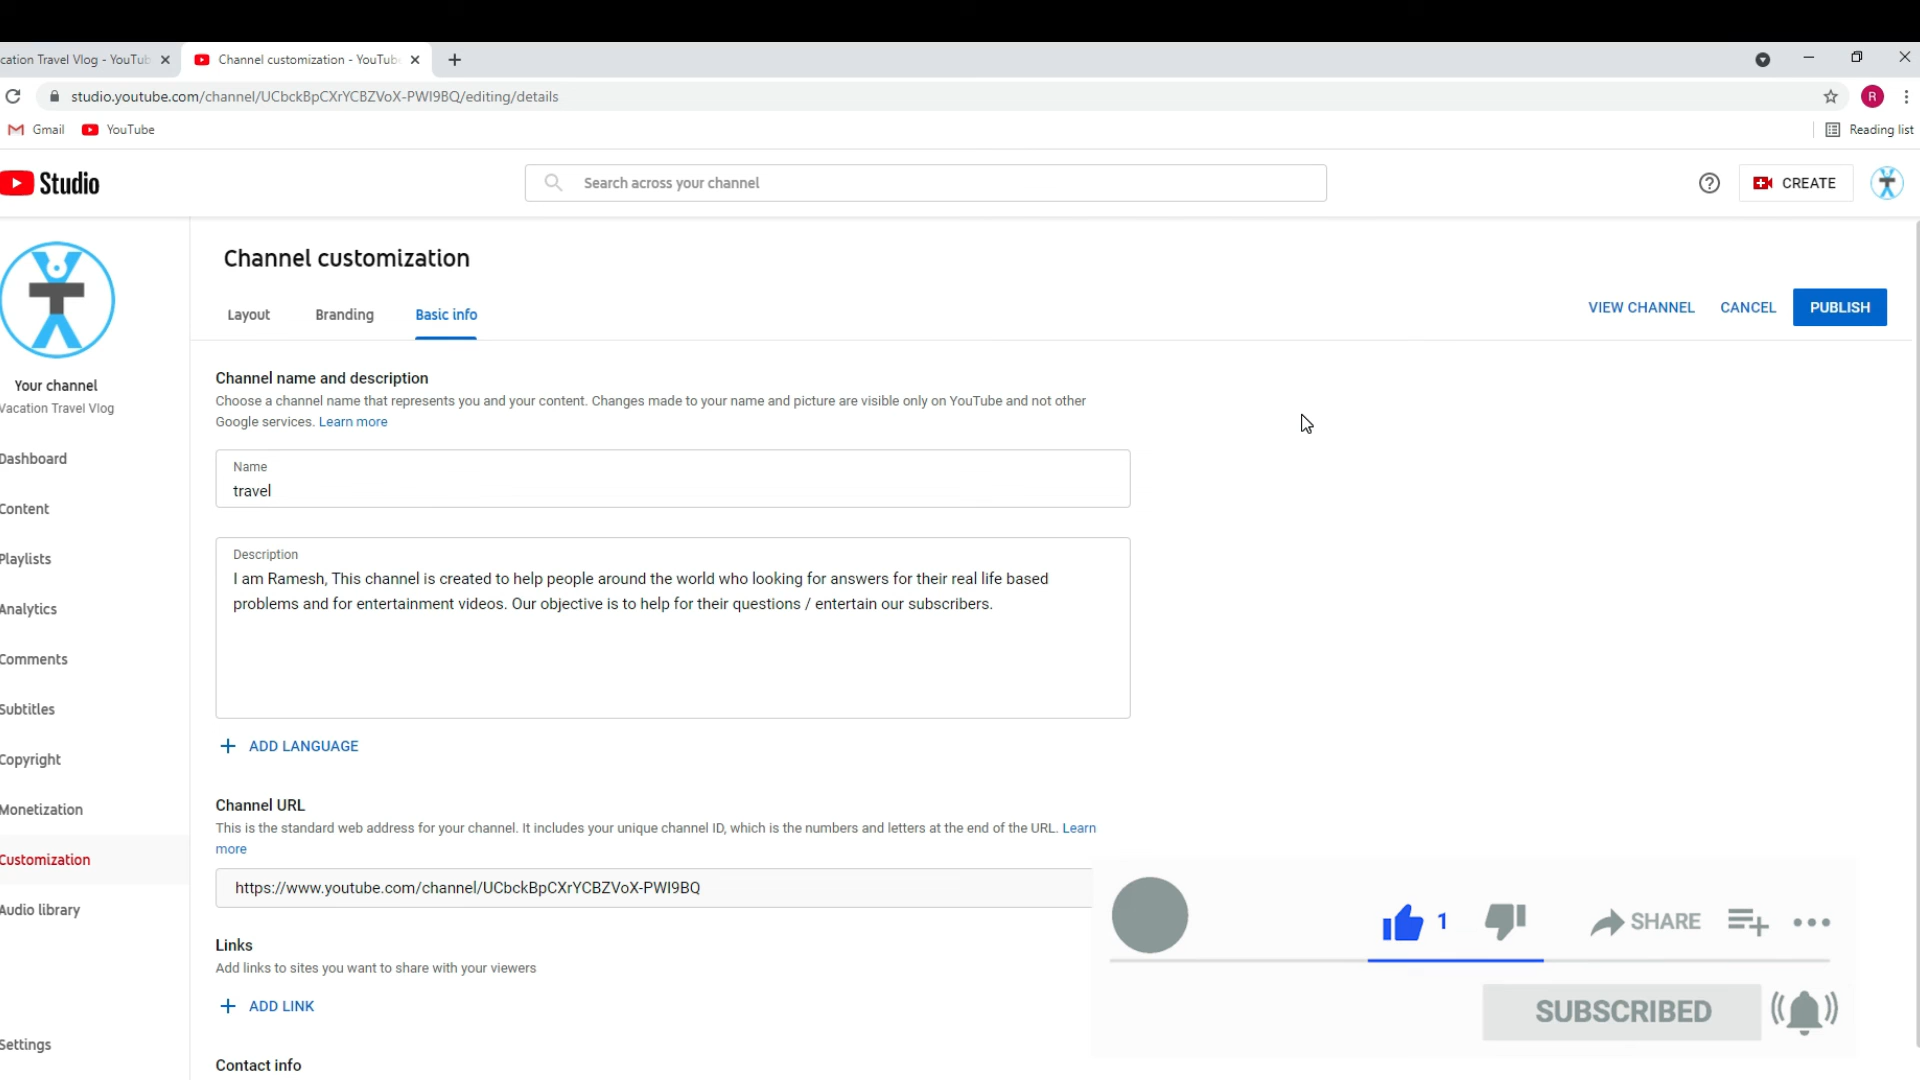 cation Travel Vlog - YouTub
Channel customization - YouTube
studio.youtube.com/channel/UCbckBpCXrYCBZVoX-PWI9BQ/editing/details
R
Gmail
YouTube
Reading list
Studio
Search across your channel
CREATE
Channel customization
Layout
Branding
Basic info
VIEW CHANNEL
CANCEL
PUBLISH
Your channel
Vacation Travel Vlog
Dashboard
Content
Playlists
Analytics
Comments
Subtitles
Copyright
Monetization
Customization
Audio library
Settings
Channel name and description
Choose a channel name that represents you and your content. Changes made to your name and picture are visible only on YouTube and not other
Google services. Learn more
Name
travel
Description
I am Ramesh, This channel is created to help people around the world who looking for answers for their real life based
problems and for entertainment videos. Our objective is to help for their questions / entertain our subscribers.
ADD LANGUAGE
Channel URL
This is the standard web address for your channel. It includes your unique channel ID, which is the numbers and letters at the end of the URL. Learn
more
https://www.youtube.com/channel/UCbckBpCXrYCBZVoX-PWI9BQ
Links
Add links to sites you want to share with your viewers
ADD LINK
Contact info
1
SHARE
SUBSCRIBED